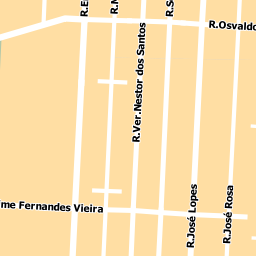 R.E
R.M
R.S
R.Osvaldo
R.Ver.Nestor dos Santos
me Fernandes Vieira
R.José Lopes
R.José Rosa